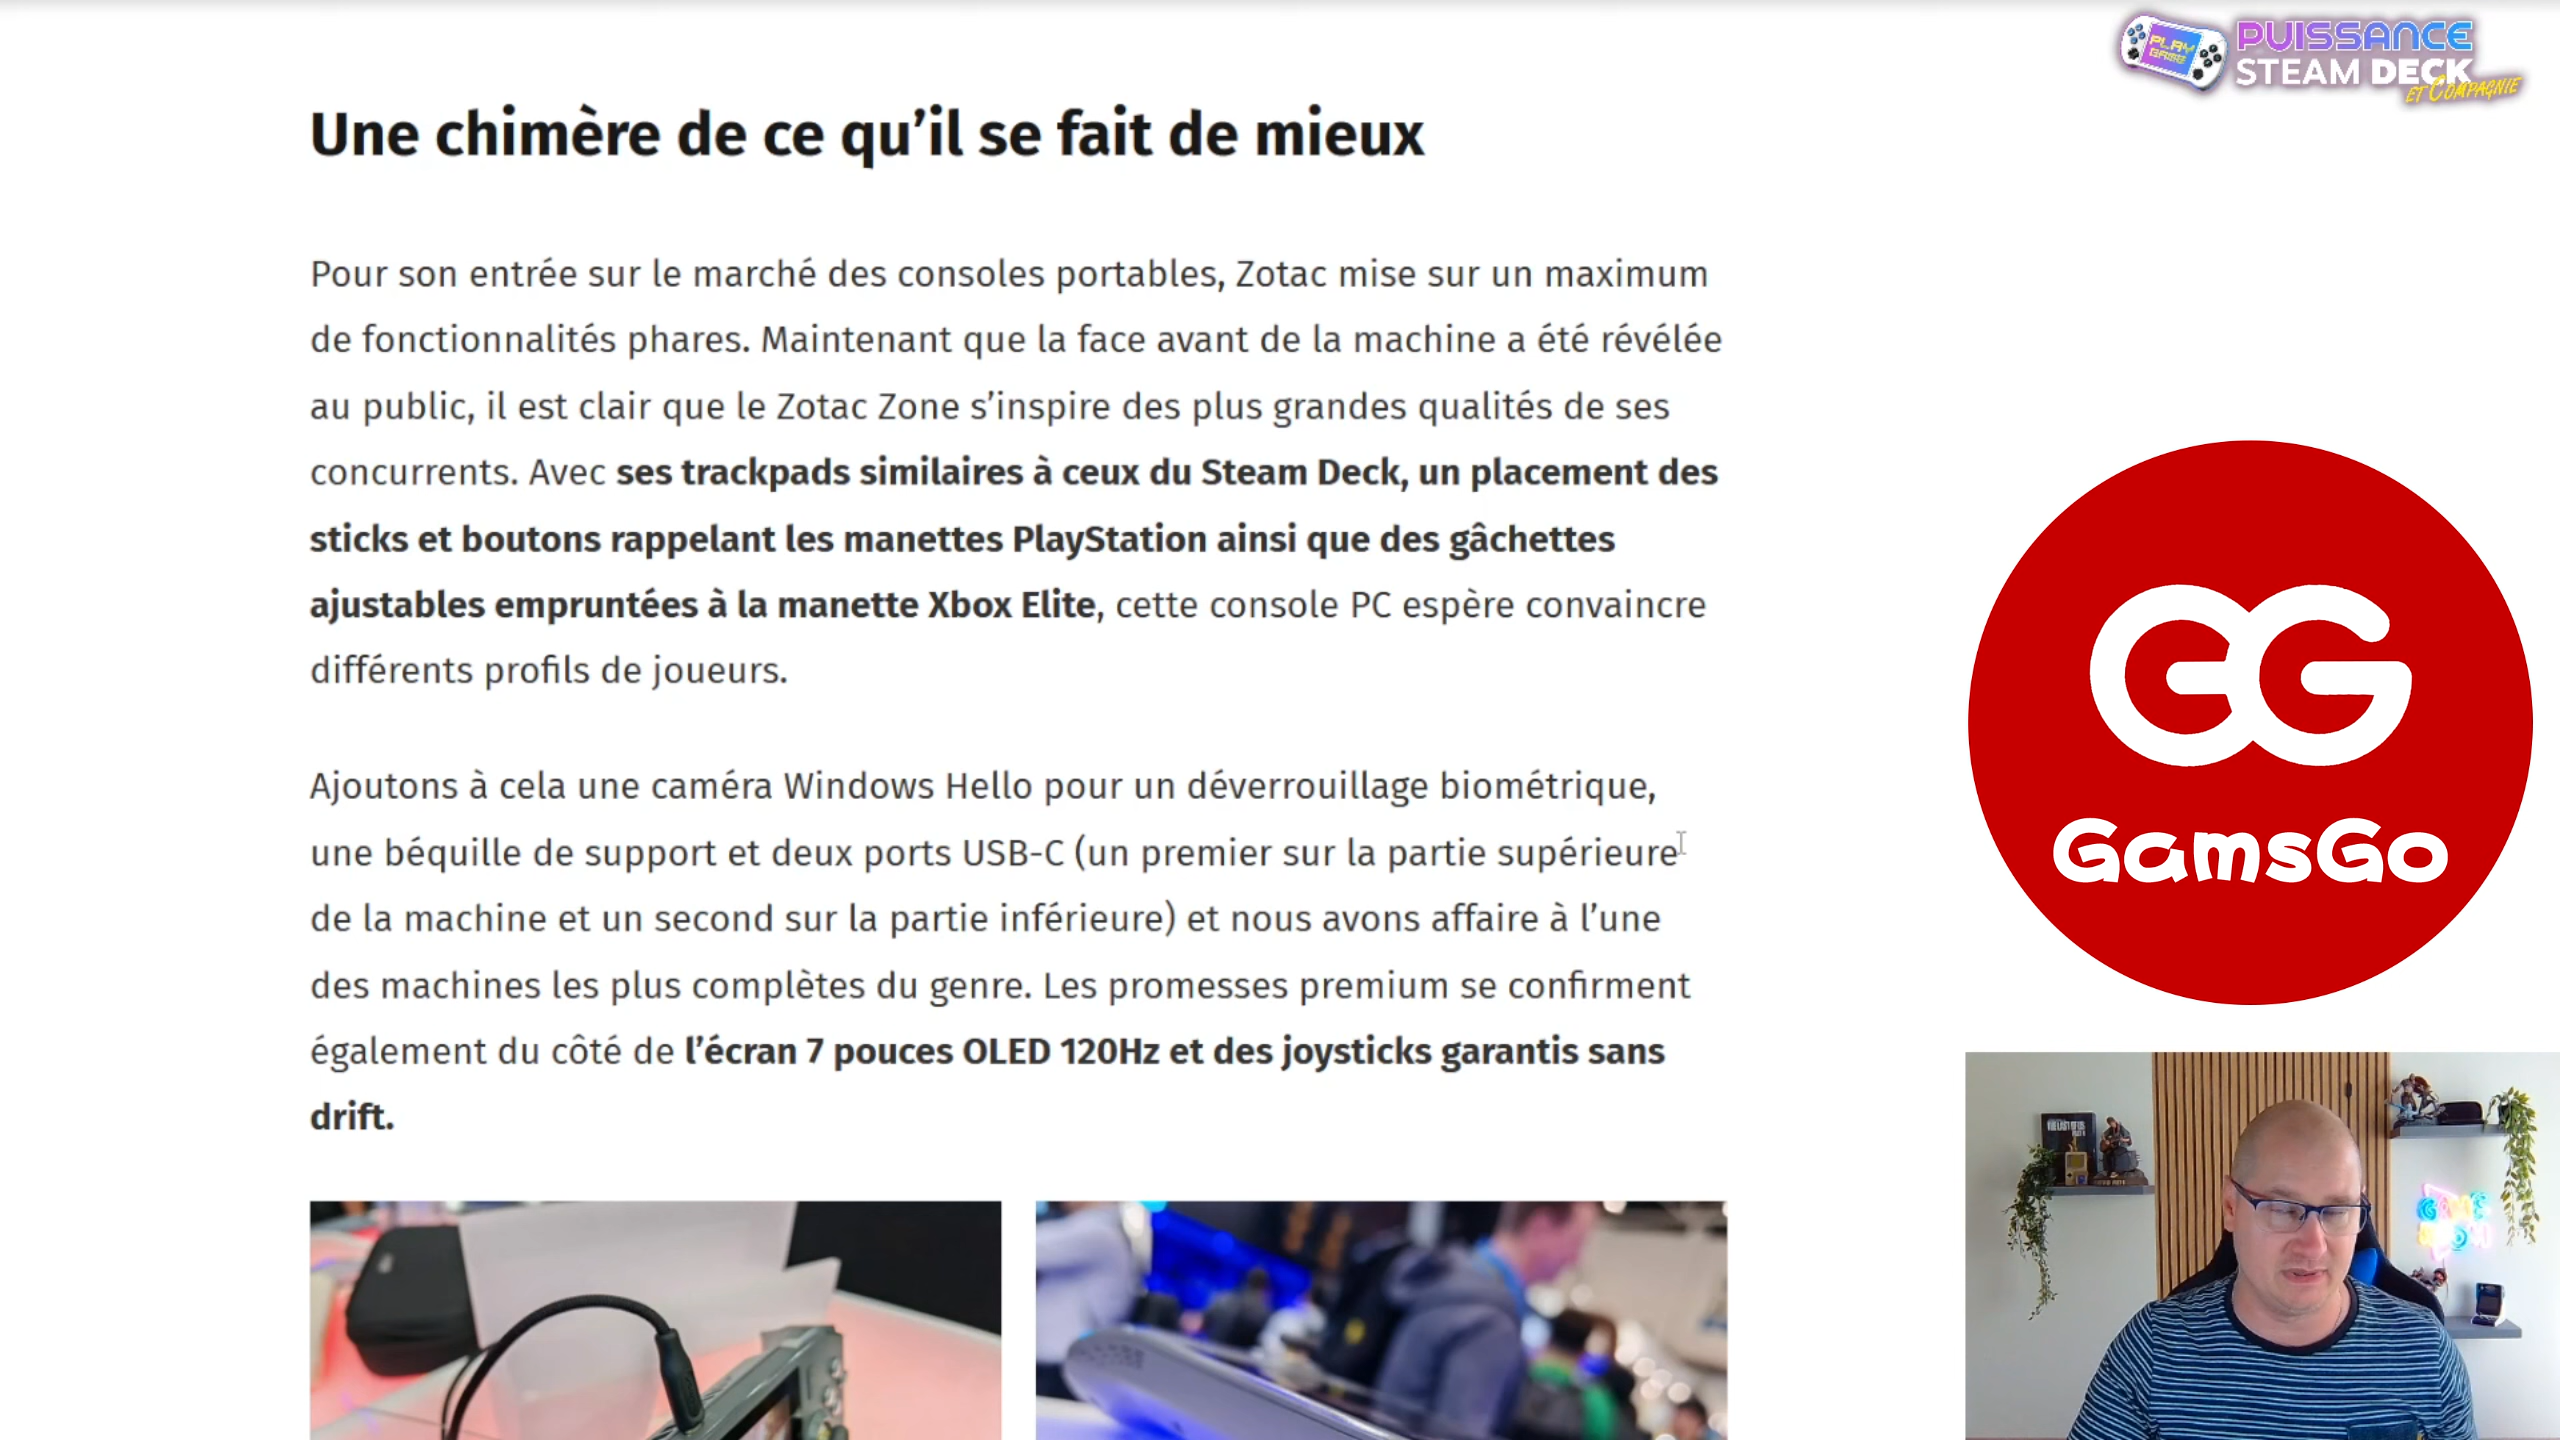 PUISSANCE
STEAM DECK
ET COMPAGNIE
Une chimère de ce qu’il se fait de mieux
Pour son entrée sur le marché des consoles portables, Zotac mise sur un maximum
de fonctionnalités phares. Maintenant que la face avant de la machine a été révélée
au public, il est clair que le Zotac Zone s’inspire des plus grandes qualités de ses
concurrents. Avec ses trackpads similaires à ceux du Steam Deck, un placement des
sticks et boutons rappelant les manettes PlayStation ainsi que des gâchettes
ajustables empruntées à la manette Xbox Elite, cette console PC espère convaincre
différents profils de joueurs.
Ajoutons à cela une caméra Windows Hello pour un déverrouillage biométrique,
une béquille de support et deux ports USB-C (un premier sur la partie supérieure
de la machine et un second sur la partie inférieure) et nous avons affaire à l’une
des machines les plus complètes du genre. Les promesses premium se confirment
également du côté de l’écran 7 pouces OLED 120Hz et des joysticks garantis sans
drift.
GG
GamsGo